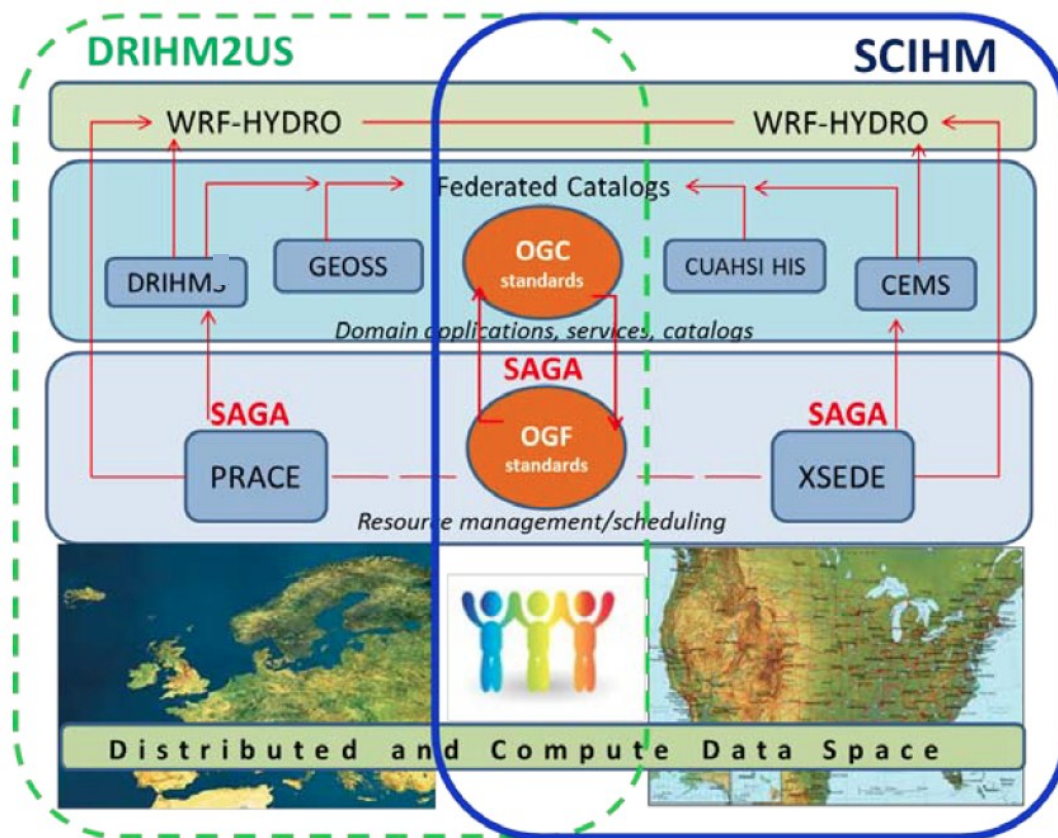 DRIHM2US
SCIHM
WRF-HYDRO
WRF-HYDRO
Federated Catalogs
DRIHMS
GEOSS
OGC
standards
CUAHSI HIS
CEMS
Domain applications, services, catalogs
SAGA
SAGA
SAGA
PRACE
OGF
standards
XSEDE
Resource management/scheduling
Distributed and Compute Data Space